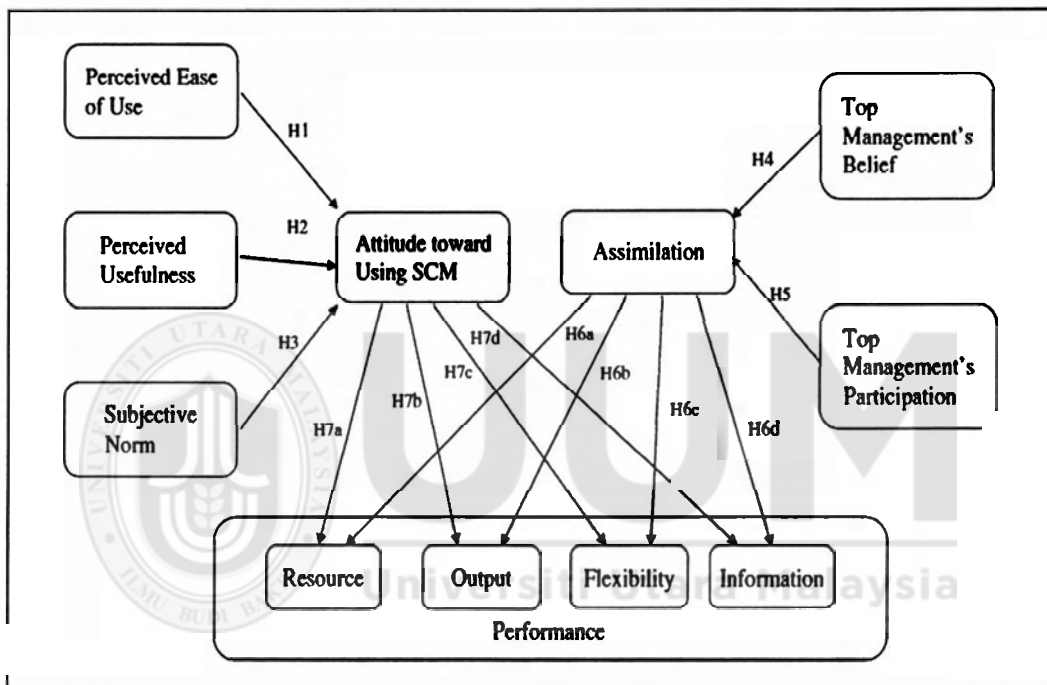 Perceived Ease
of Use
H1
Top
Management's
Belief
H4
Perceived
Usefulness
H2
Attitude toward
Using SCM
Assimilation
H5
H3
Subjective
Norm
Top
Management's
Participation
H7a
H7b
H7c
H7d
H6a
H6b
H6c
H6d
Resource
Output
Flexibility
Information
Performance
UNIVERSITI UTARA MALAYSIA
ILMU BUDI
UUM
Universiti Utara Malaysia